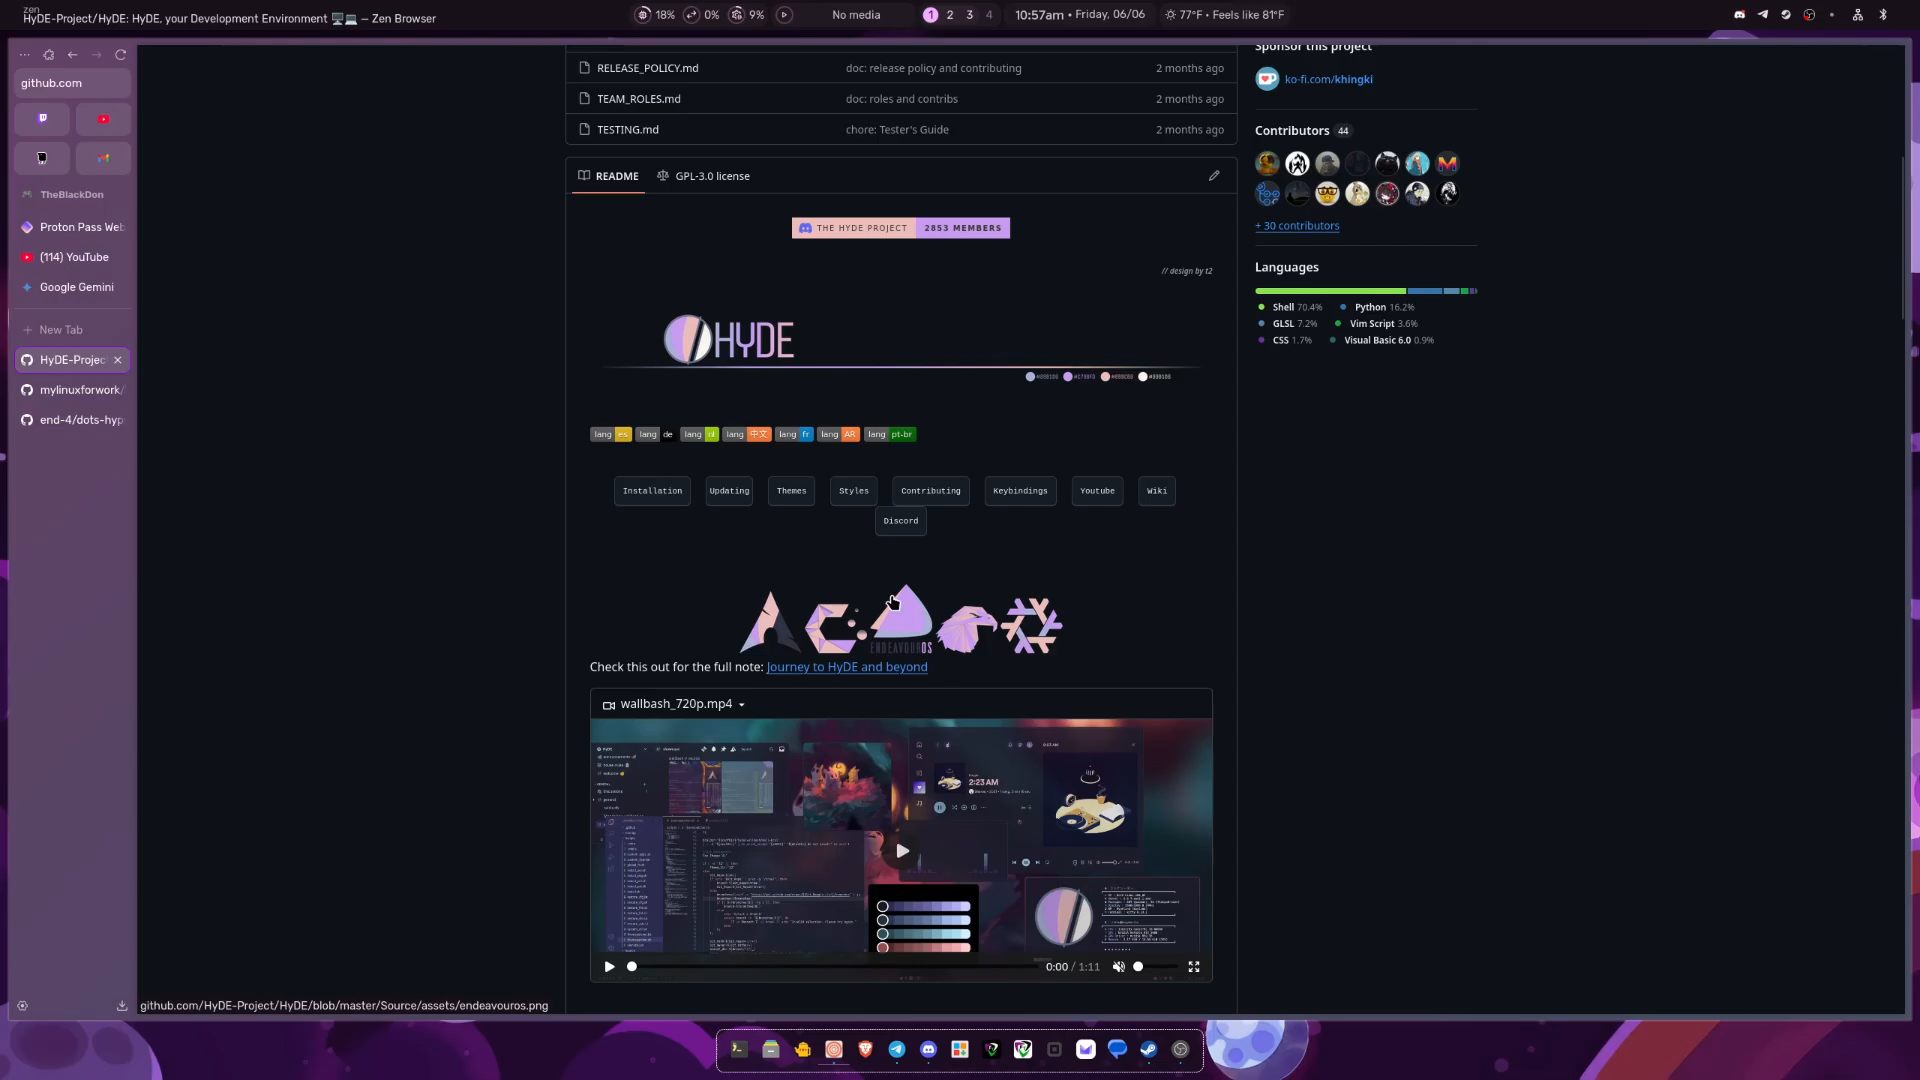 zen
HyDE-Project/HyDE: HyDE, your Development Environment 🖥️💻 — Zen Browser
18% 0% 9% No media 1 2 3 4 10:57am • Friday, 06/06 77°F • Feels like 81°F
github.com
TheBlackDon
Proton Pass Web
(114) YouTube
Google Gemini
New Tab
HyDE-Projec
mylinuxforwork/
end-4/dots-hyp
RELEASE_POLICY.md doc: release policy and contributing 2 months ago
TEAM_ROLES.md doc: roles and contribs 2 months ago
TESTING.md chore: Tester's Guide 2 months ago
README GPL-3.0 license
THE HYDE PROJECT 2853 MEMBERS
// design by t2
HYDE
lang es lang de lang nl lang 中文 lang fr lang AR lang pt-br
Installation Updating Themes Styles Contributing Keybindings Youtube Wiki
Discord
ENDEAVOUROS
Check this out for the full note: Journey to HyDE and beyond
wallbash_720p.mp4
2:23 AM
0:00 / 1:11
Sponsor this project
ko-fi.com/khingki
Contributors 44
+ 30 contributors
Languages
Shell 70.4% Python 16.2%
GLSL 7.2% Vim Script 3.6%
CSS 1.7% Visual Basic 6.0 0.9%
github.com/HyDE-Project/HyDE/blob/master/Source/assets/endeavouros.png